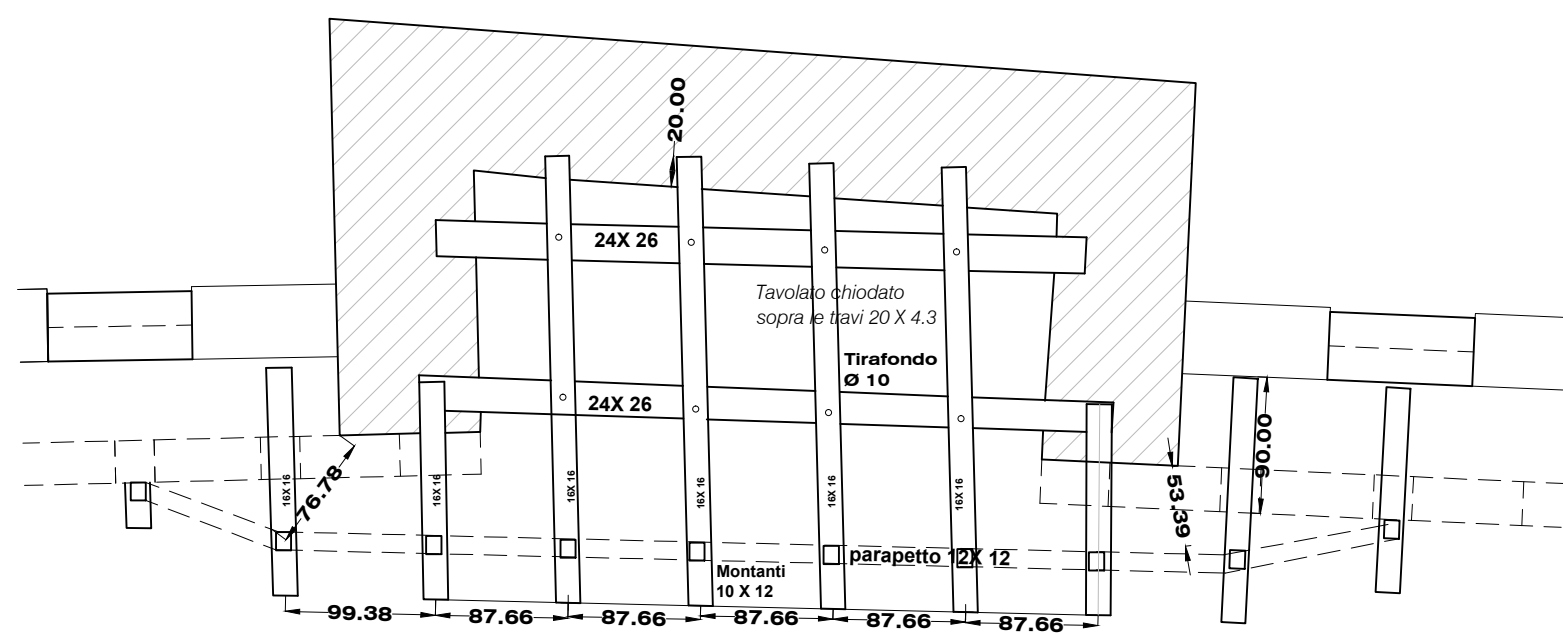 20.00
24X 26
Tavolato chiodato
sopra le travi 20 X 4.3
Tirafondo
Ø 10
24X 26
90.00
76.78
16X 16
16X 16
16X 16
16X 16
16X 16
16X 16
53.39
parapetto 12X 12
Montanti
10 X 12
99.38
87.66
87.66
87.66
87.66
87.66